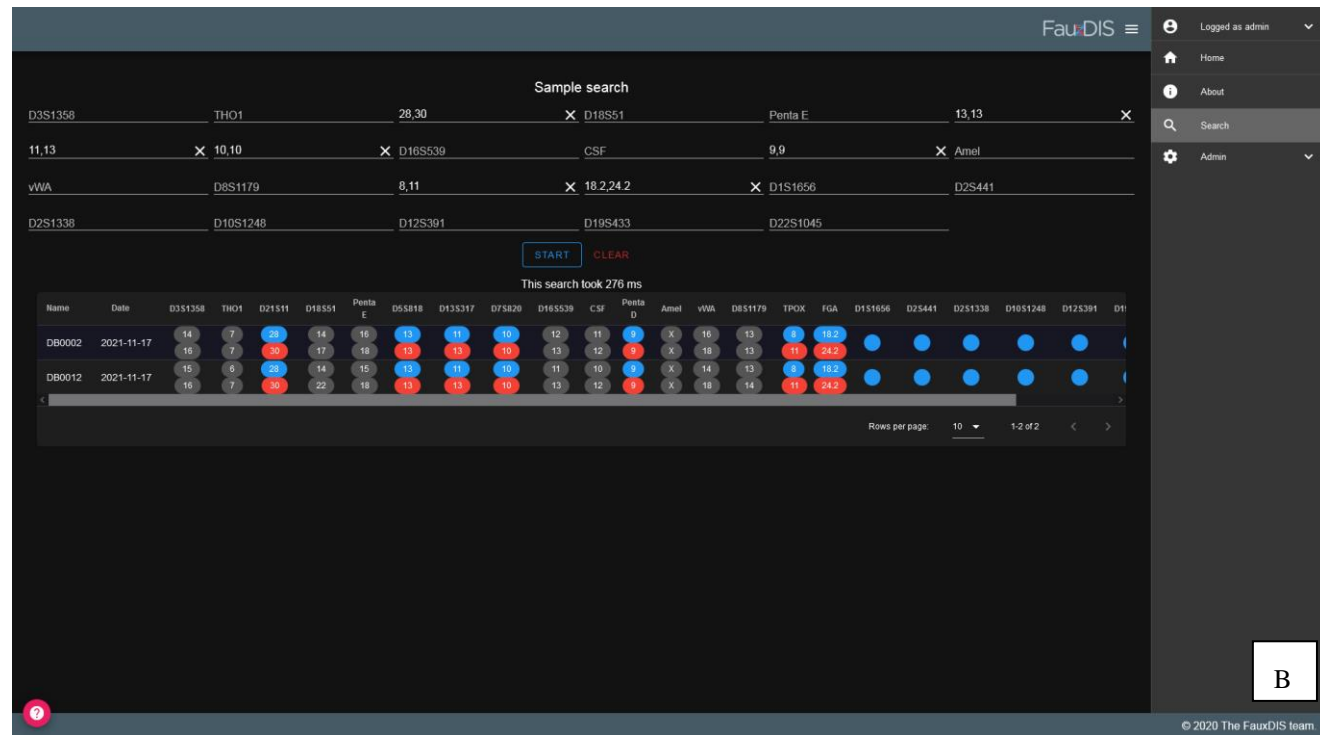 FauxDIS
Logged as admin
Home
About
Search
Admin
Sample search
D3S1358 THO1 28,30 D18S51 Penta E 13,13
11,13 10,10 D16S539 CSF 9,9 Amel
vWA D8S1179 8,11 18.2,24.2 D1S1656 D2S441
D2S1338 D10S1248 D12S391 D19S433 D22S1045
START CLEAR
This search took 276 ms
Name Date D3S1358 THO1 D21S11 D18S51 Penta E D5S818 D13S317 D7S820 D16S539 CSF Penta D Amel vWA D8S1179 TPOX FGA D1S1656 D2S441 D2S1338 D10S1248 D12S391 D1
DB0002 2021-11-17
14 7 28 14 16 13 11 10 12 11 9 X 16 13 8 18.2
16 7 30 17 18 13 13 10 13 12 9 X 18 13 11 24.2
DB0012 2021-11-17
15 6 28 14 15 13 11 10 11 10 9 X 14 13 8 18.2
16 7 30 22 18 13 13 10 13 12 9 X 18 14 11 24.2
Rows per page: 10 1-2 of 2
B
© 2020 The FauxDIS team.